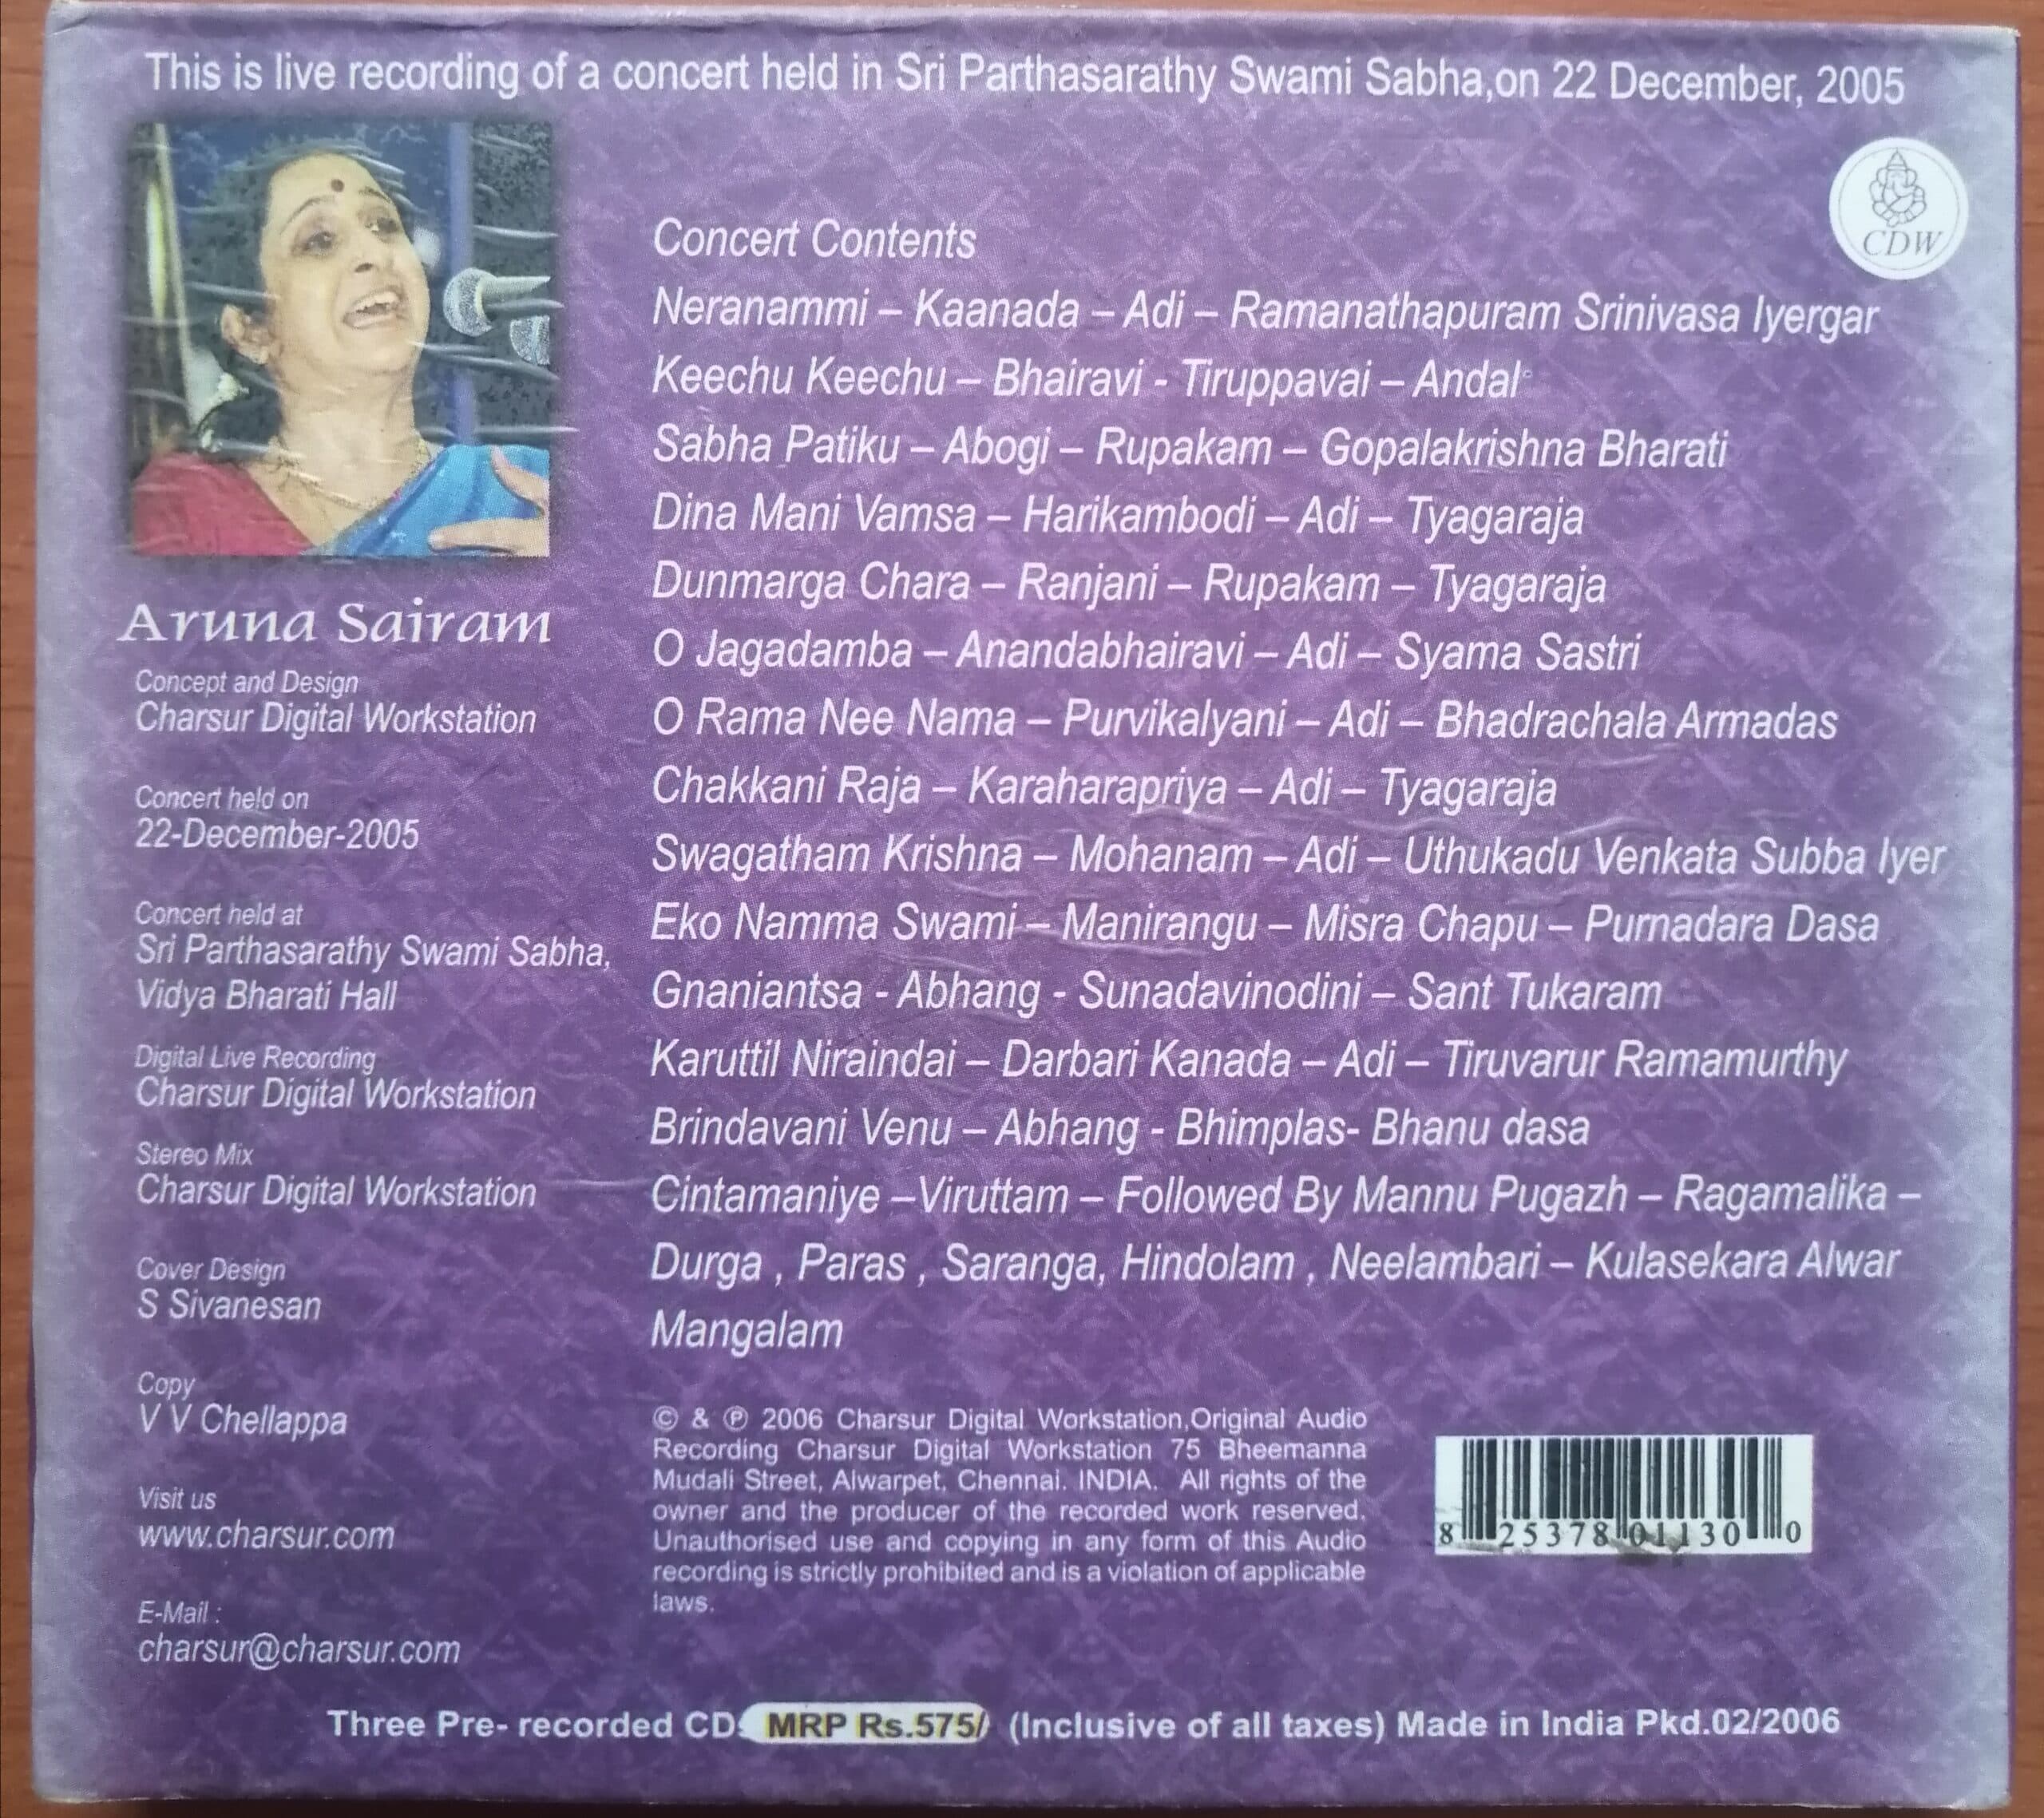 This is live recording of a concert held in Sri Parthasarathy Swami Sabha,on 22 December, 2005
CDW
Aruna Sairam
Concept and Design
Charsur Digital Workstation
Concert held on
22-December-2005
Concert held at
Sri Parthasarathy Swami Sabha,
Vidya Bharati Hall
Digital Live Recording
Charsur Digital Workstation
Stereo Mix
Charsur Digital Workstation
Cover Design
S Sivanesan
Copy
V V Chellappa
Visit us
www.charsur.com
E-Mail :
charsur@charsur.com
Concert Contents
Neranammi – Kaanada – Adi – Ramanathapuram Srinivasa Iyergar
Keechu Keechu – Bhairavi - Tiruppavai – Andal
Sabha Patiku – Abogi – Rupakam – Gopalakrishna Bharati
Dina Mani Vamsa – Harikambodi – Adi – Tyagaraja
Dunmarga Chara – Ranjani – Rupakam – Tyagaraja
O Jagadamba – Anandabhairavi – Adi – Syama Sastri
O Rama Nee Nama – Purvikalyani – Adi – Bhadrachala Armadas
Chakkani Raja – Karaharapriya – Adi – Tyagaraja
Swagatham Krishna – Mohanam – Adi – Uthukadu Venkata Subba Iyer
Eko Namma Swami – Manirangu – Misra Chapu – Purnadara Dasa
Gnaniantsa - Abhang - Sunadavinodini – Sant Tukaram
Karuttil Niraindai – Darbari Kanada – Adi – Tiruvarur Ramamurthy
Brindavani Venu – Abhang - Bhimplas- Bhanu dasa
Cintamaniye –Viruttam – Followed By Mannu Pugazh – Ragamalika –
Durga , Paras , Saranga, Hindolam , Neelambari – Kulasekara Alwar
Mangalam
© & ℗ 2006 Charsur Digital Workstation,Original Audio
Recording Charsur Digital Workstation 75 Bheemanna
Mudali Street, Alwarpet, Chennai. INDIA. All rights of the
owner and the producer of the recorded work reserved.
Unauthorised use and copying in any form of this Audio
recording is strictly prohibited and is a violation of applicable
laws.
8 25378 01130 0
Three Pre- recorded CDs MRP Rs.575/ (Inclusive of all taxes) Made in India Pkd.02/2006